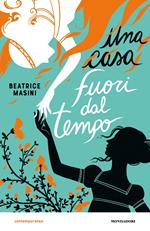 una casa
BEATRICE MASINI
fuori
dal
tempo
contemporanea
MONDADORI